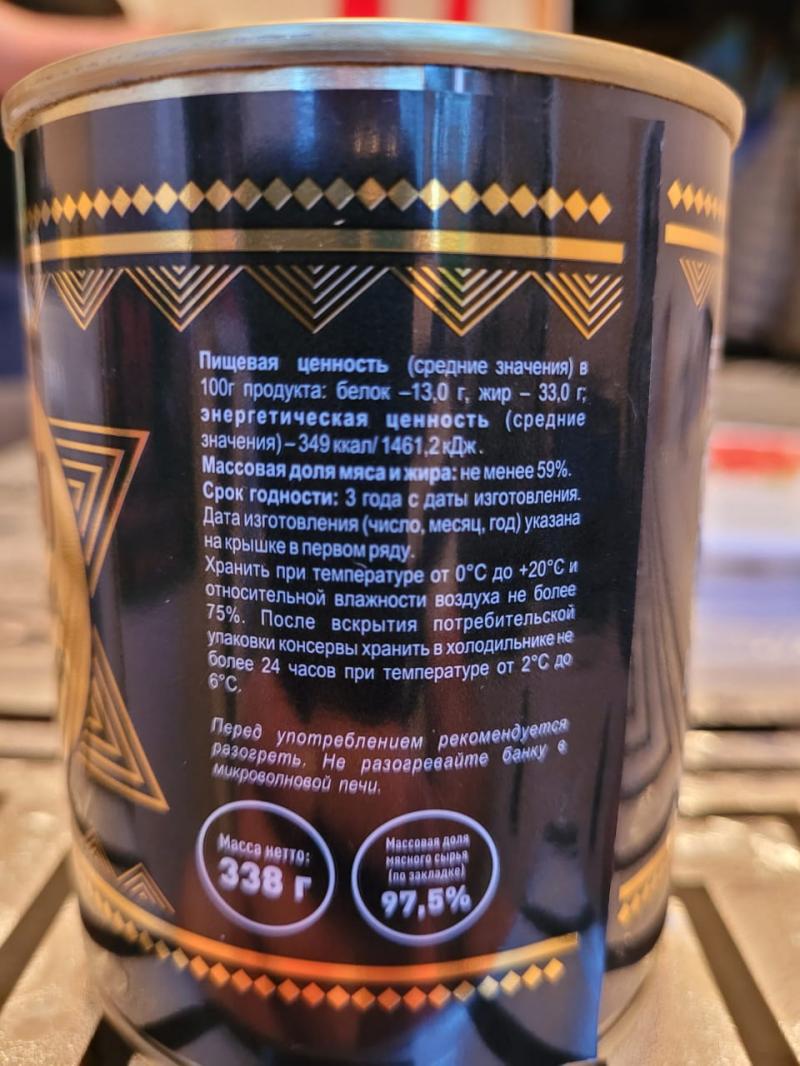 Пищевая ценность (средние значения) в
100г продукта: белок –13,0 г, жир – 33,0 г;
энергетическая ценность (средние
значения) – 349 ккал/ 1461,2 кДж.
Массовая доля мяса и жира: не менее 59%.
Срок годности: 3 года с даты изготовления.
Дата изготовления (число, месяц, год) указана
на крышке в первом ряду.
Хранить при температуре от 0°С до +20°С и
относительной влажности воздуха не более
75%. После вскрытия потребительской
упаковки консервы хранить в холодильнике не
более 24 часов при температуре от 2°С до
6°С.
Перед употреблением рекомендуется
разогреть. Не разогревайте банку в
микроволновой печи.
Масса нетто:
338 г
Массовая доля
мясного сырья
(по закладке)
97,5%